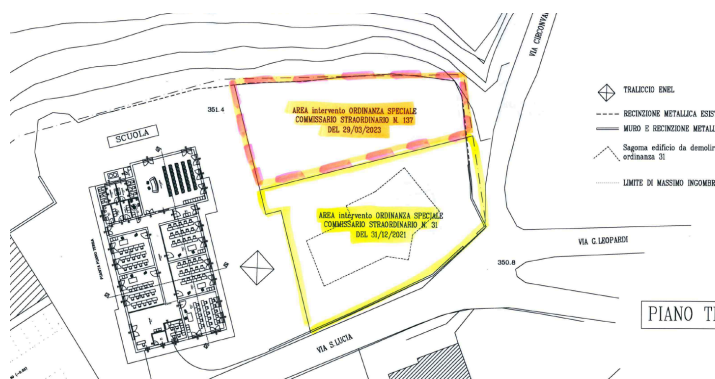 VIA CIRCONVA
351.4
SCUOLA
AREA intervento ORDINANZA SPECIALE
COMMISSARIO STRAORDINARIO N. 137
DEL 29/03/2023
TRALICCIO ENEL
RECINZIONE METALLICA ESIS
MURO E RECINZIONE METALL
Sagoma edificio da demolir
ordinanza 31
LIMITE DI MASSIMO INGOMBR
AREA intervento ORDINANZA SPECIALE
COMMISSARIO STRAORDINARIO N. 31
DEL 31/12/2021
VIA G. LEOPARDI
350.8
VIA S.LUCIA
PIANO T